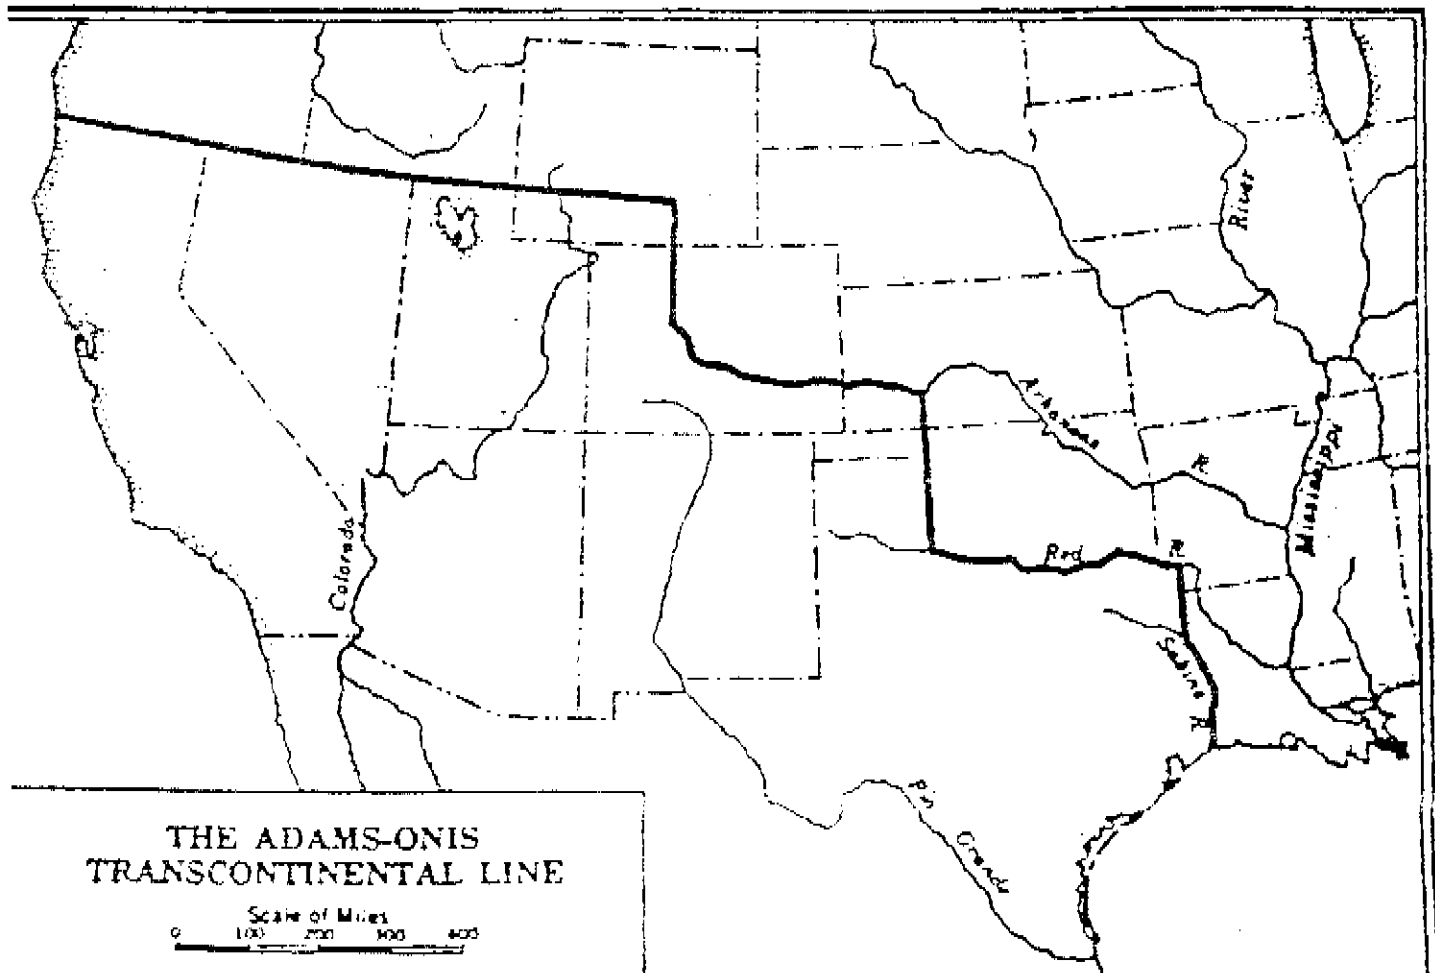 River
Arkansas
R.
Mississippi
Colorado
Red
R.
Sabine
R.
Rio
Grande
THE ADAMS-ONIS
TRANSCONTINENTAL LINE
Scale of Miles
0 100 200 300 400